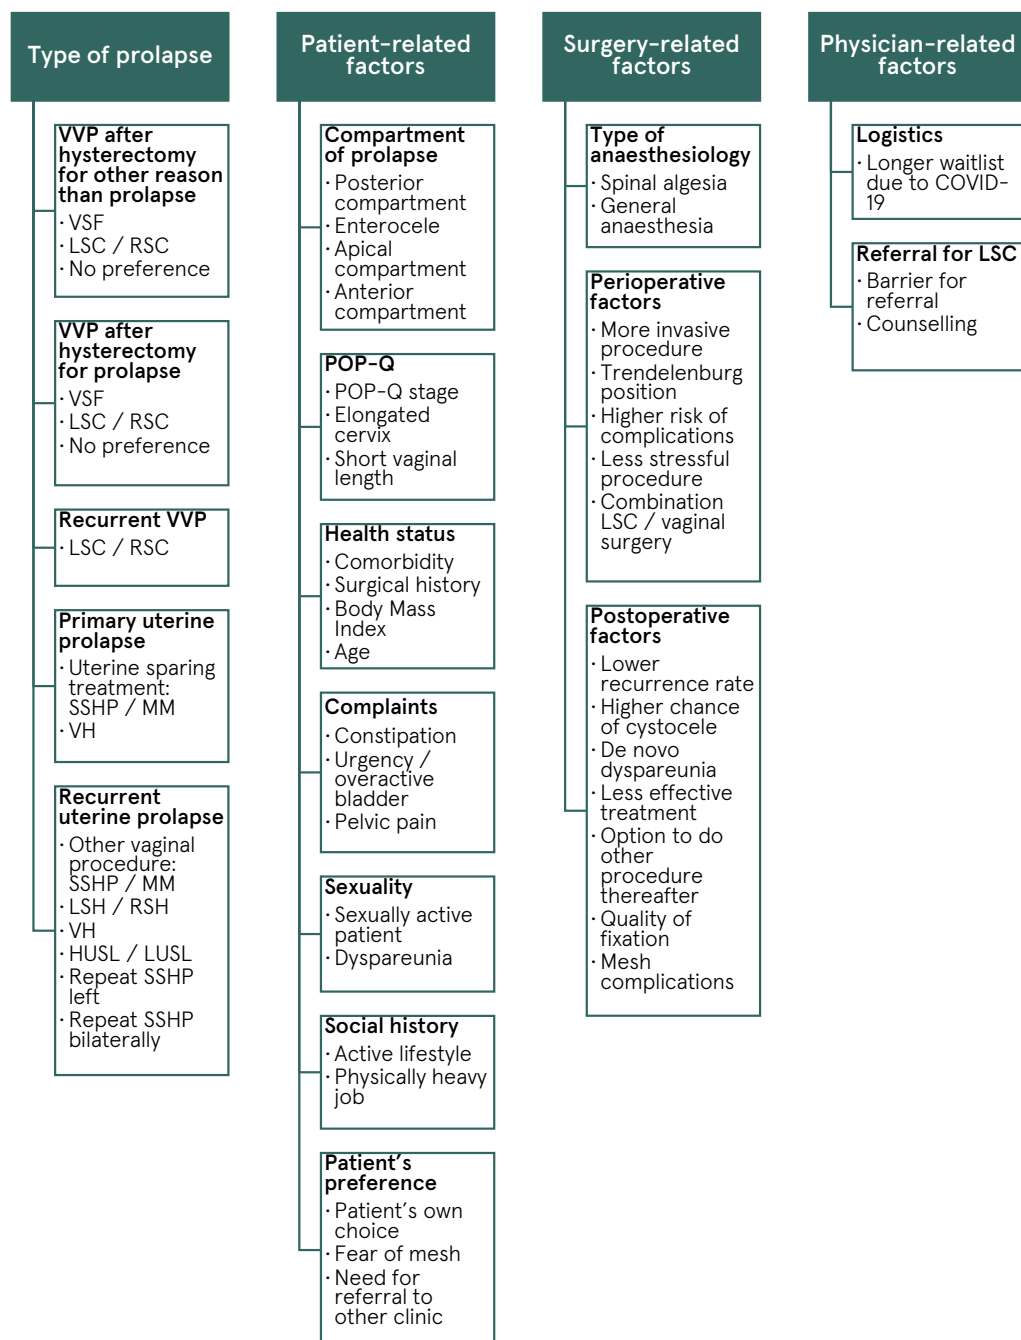 Type of prolapse
VVP after
hysterectomy
for other reason
than prolapse
· VSF
· LSC / RSC
· No preference
VVP after
hysterectomy
for prolapse
· VSF
· LSC / RSC
· No preference
Recurrent VVP
· LSC / RSC
Primary uterine
prolapse
· Uterine sparing
treatment:
SSHP / MM
· VH
Recurrent
uterine prolapse
· Other vaginal
procedure:
SSHP / MM
· LSH / RSH
· VH
· HUSL / LUSL
· Repeat SSHP
left
· Repeat SSHP
bilaterally
Patient-related
factors
Compartment
of prolapse
· Posterior
compartment
· Enterocele
· Apical
compartment
· Anterior
compartment
POP-Q
· POP-Q stage
· Elongated
cervix
· Short vaginal
length
Health status
· Comorbidity
· Surgical history
· Body Mass
Index
· Age
Complaints
· Constipation
· Urgency /
overactive
bladder
· Pelvic pain
Sexuality
· Sexually active
patient
· Dyspareunia
Social history
· Active lifestyle
· Physically heavy
job
Patient's
preference
· Patient's own
choice
· Fear of mesh
· Need for
referral to
other clinic
Surgery-related
factors
Type of
anaesthesiology
· Spinal algesia
· General
anaesthesia
Perioperative
factors
· More invasive
procedure
· Trendelenburg
position
· Higher risk of
complications
· Less stressful
procedure
· Combination
LSC / vaginal
surgery
Postoperative
factors
· Lower
recurrence rate
· Higher chance
of cystocele
· De novo
dyspareunia
· Less effective
treatment
· Option to do
other
procedure
thereafter
· Quality of
fixation
· Mesh
complications
Physician-related
factors
Logistics
· Longer waitlist
due to COVID-
19
Referral for LSC
· Barrier for
referral
· Counselling